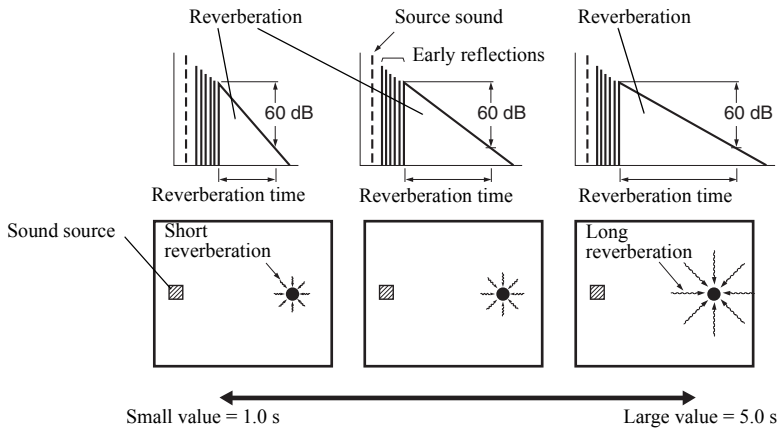 Reverberation
Source sound
Reverberation
Early reflections
60 dB
60 dB
60 dB
Reverberation time
Reverberation time
Reverberation time
Sound source
Short
reverberation
Long
reverberation
Small value = 1.0 s
Large value = 5.0 s